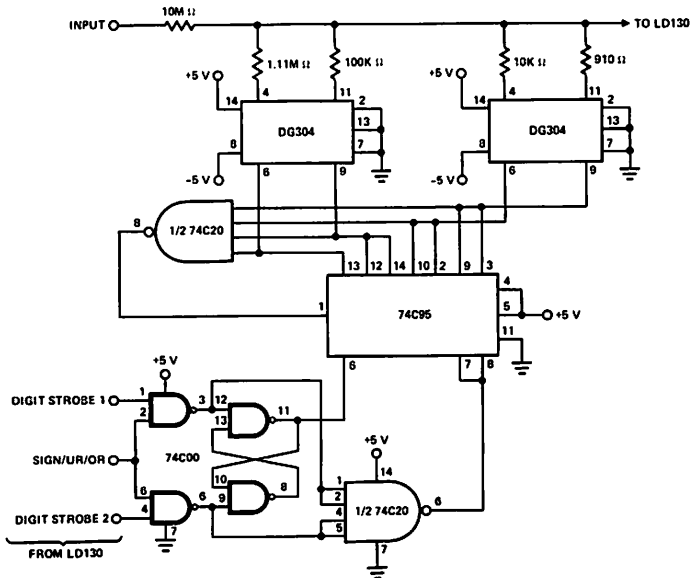 INPUT 10M Ω TO LD130
1.11M Ω 100K Ω 10K Ω 910 Ω
+5 V 4 11 +5 V 4 11
14 2 14 2
DG304 13 DG304 13
8 7 8 7
-5 V 6 9 -5 V 6 9
8 1/2 74C20
13 12 14 10 2 9 3
1 74C95 4
5 +5 V
11
6 7 8
+5 V
DIGIT STROBE 1 1 3 12 11
2 13
SIGN/UR/OR 74C00
+5 V
14
10 8 1
6 6 9 2 1/2 74C20 6
DIGIT STROBE 2 4 4
7 5
7
FROM LD130